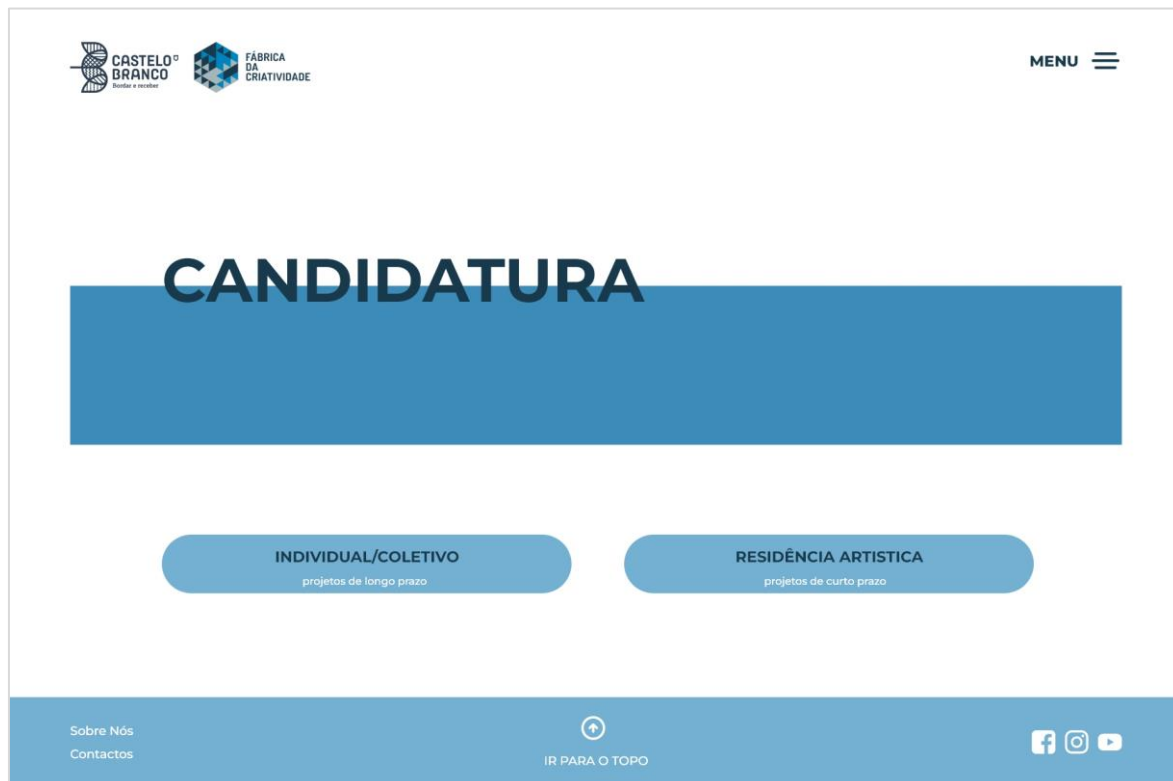 CASTELO
BRANCO
Bordar e receber
FÁBRICA
DA
CRIATIVIDADE
MENU
CANDIDATURA
INDIVIDUAL/COLETIVO
projetos de longo prazo
RESIDÊNCIA ARTISTICA
projetos de curto prazo
Sobre Nós
Contactos
IR PARA O TOPO